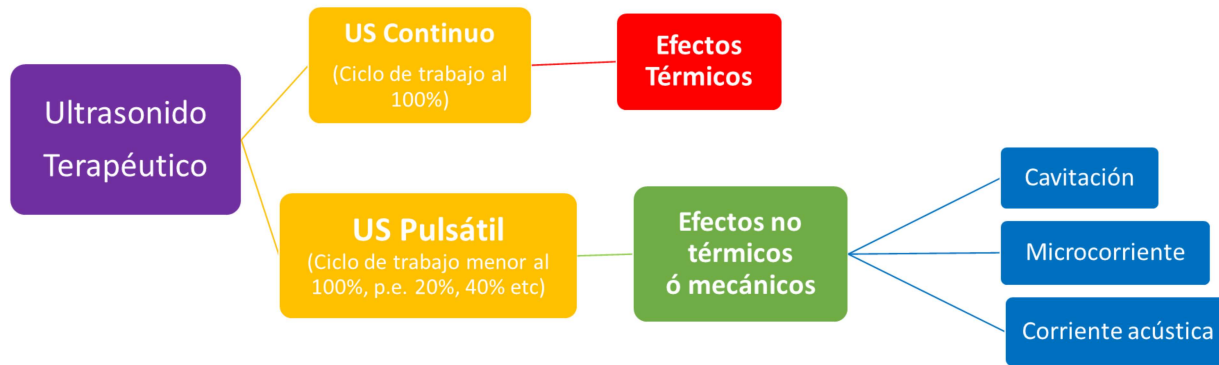 Ultrasonido
Terapéutico
US Continuo
(Ciclo de trabajo al
100%)
Efectos
Térmicos
US Pulsátil
(Ciclo de trabajo menor al
100%, p.e. 20%, 40% etc)
Efectos no
térmicos
ó mecánicos
Cavitación
Microcorriente
Corriente acústica